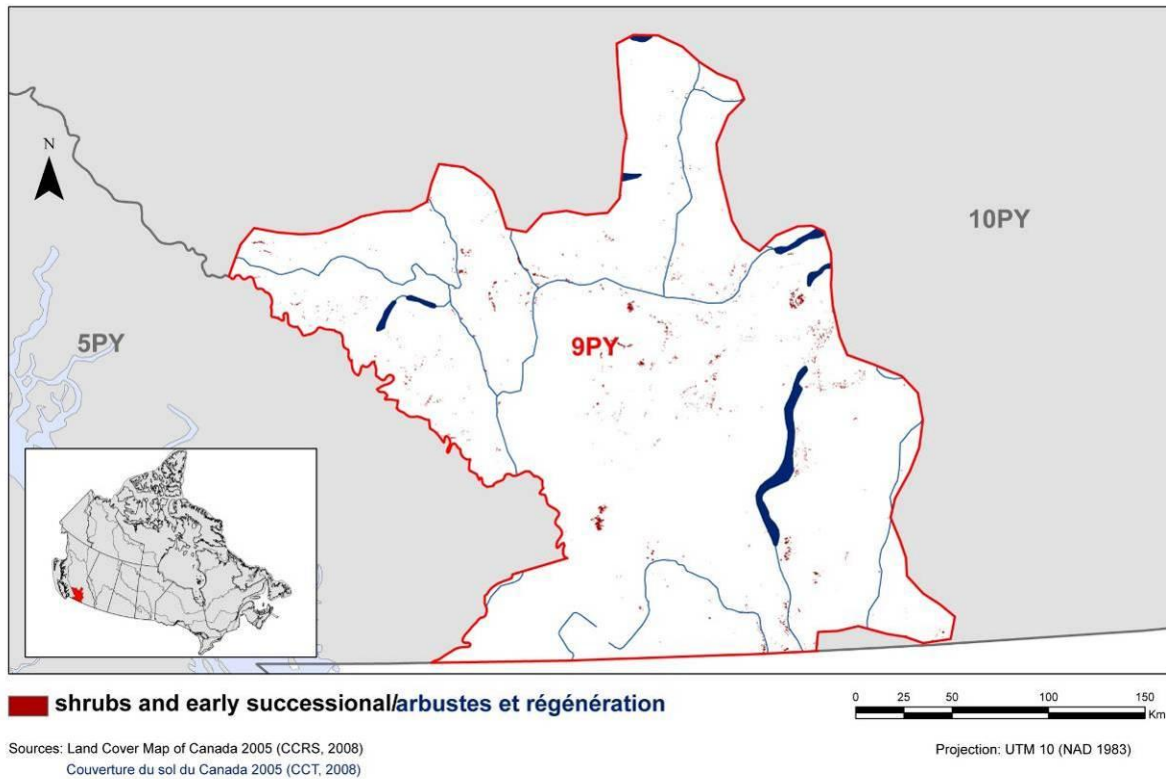 N
10PY
5PY
9PY
shrubs and early successional/arbustes et régénération
0 25 50 100 150
Km
Sources: Land Cover Map of Canada 2005 (CCRS, 2008)
Couverture du sol du Canada 2005 (CCT, 2008)
Projection: UTM 10 (NAD 1983)